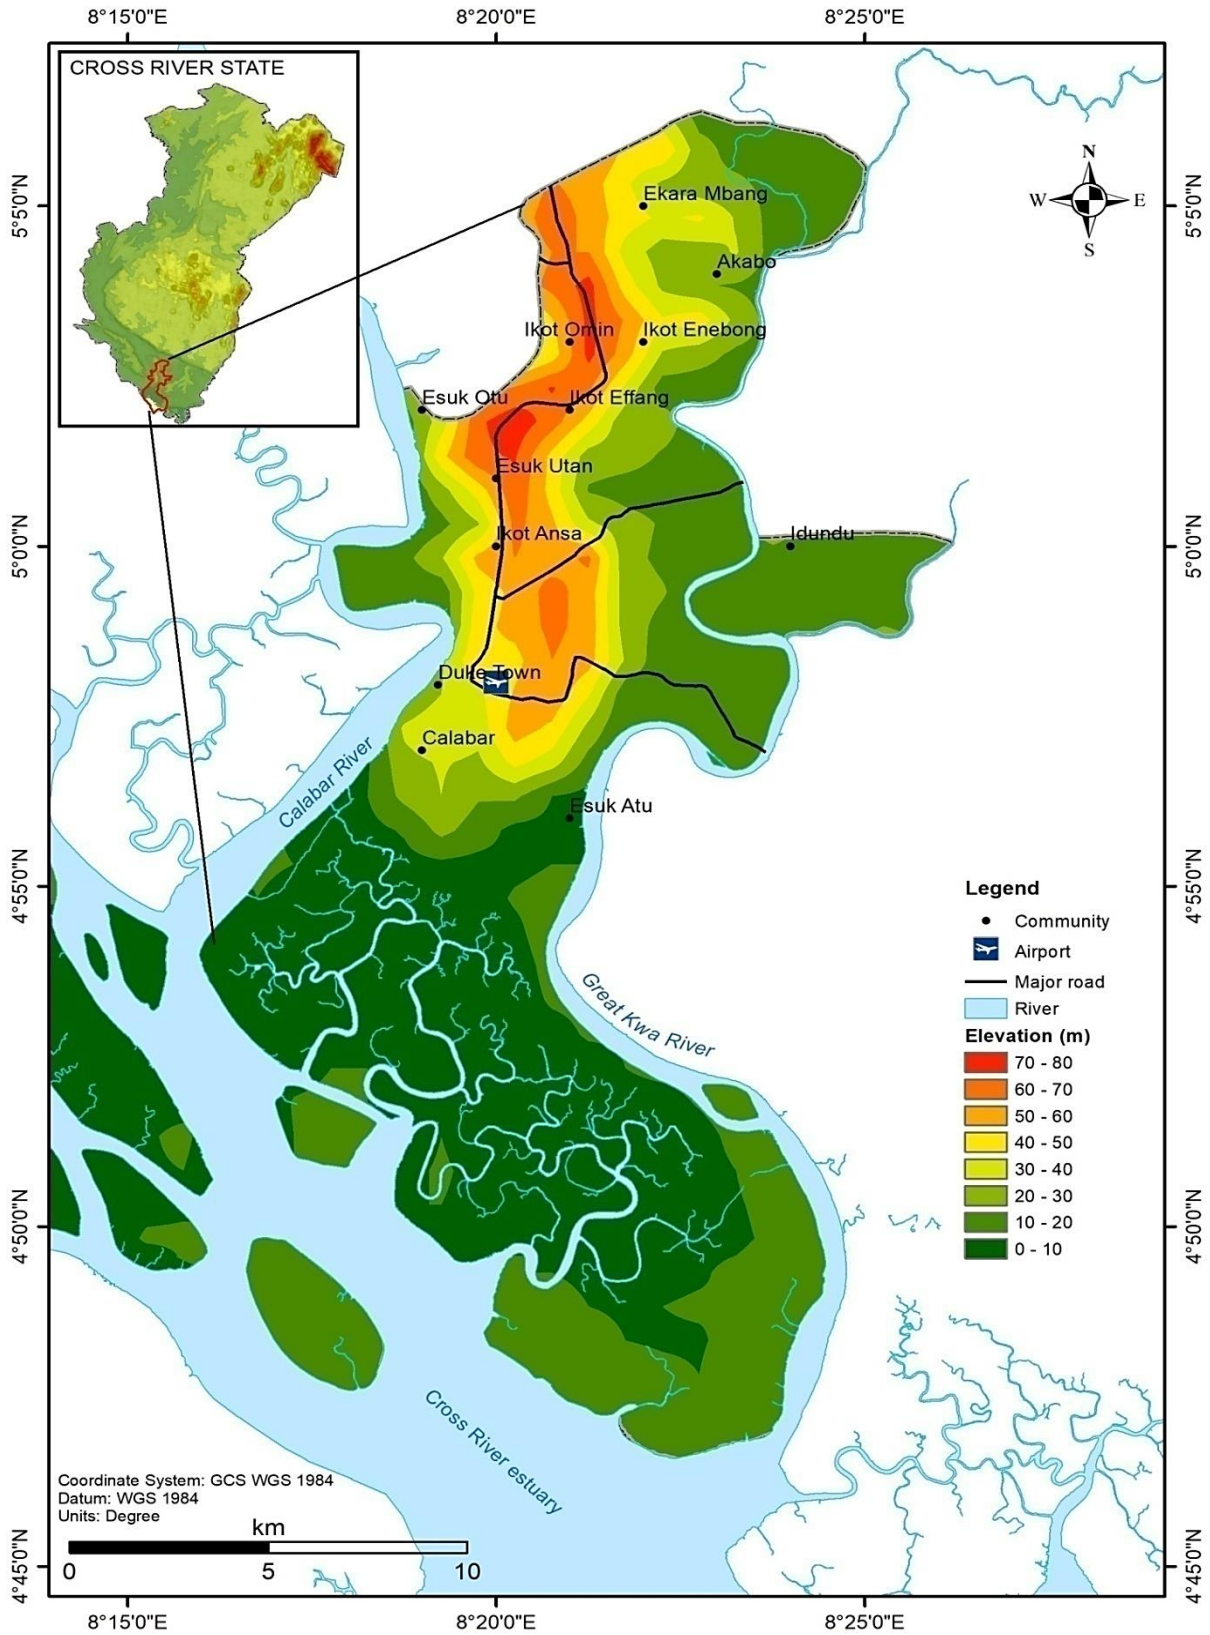 8°15'0"E 8°20'0"E 8°25'0"E
CROSS RIVER STATE
N
W E
S
5°5'0"N 5°5'0"N
Ekara Mbang
Akabo
Ikot Omin Ikot Enebong
Esuk Otu Ikot Effang
Esuk Utan
5°0'0"N Ikot Ansa Idundu 5°0'0"N
Duke Town
Calabar
Calabar River
Esuk Atu
4°55'0"N 4°55'0"N
Great Kwa River
Legend
Community
Airport
Major road
River
Elevation (m)
70 - 80
60 - 70
50 - 60
40 - 50
30 - 40
20 - 30
10 - 20
0 - 10
4°50'0"N 4°50'0"N
Cross River estuary
Coordinate System: GCS WGS 1984
Datum: WGS 1984
Units: Degree
km
0 5 10
4°45'0"N 4°45'0"N
8°15'0"E 8°20'0"E 8°25'0"E